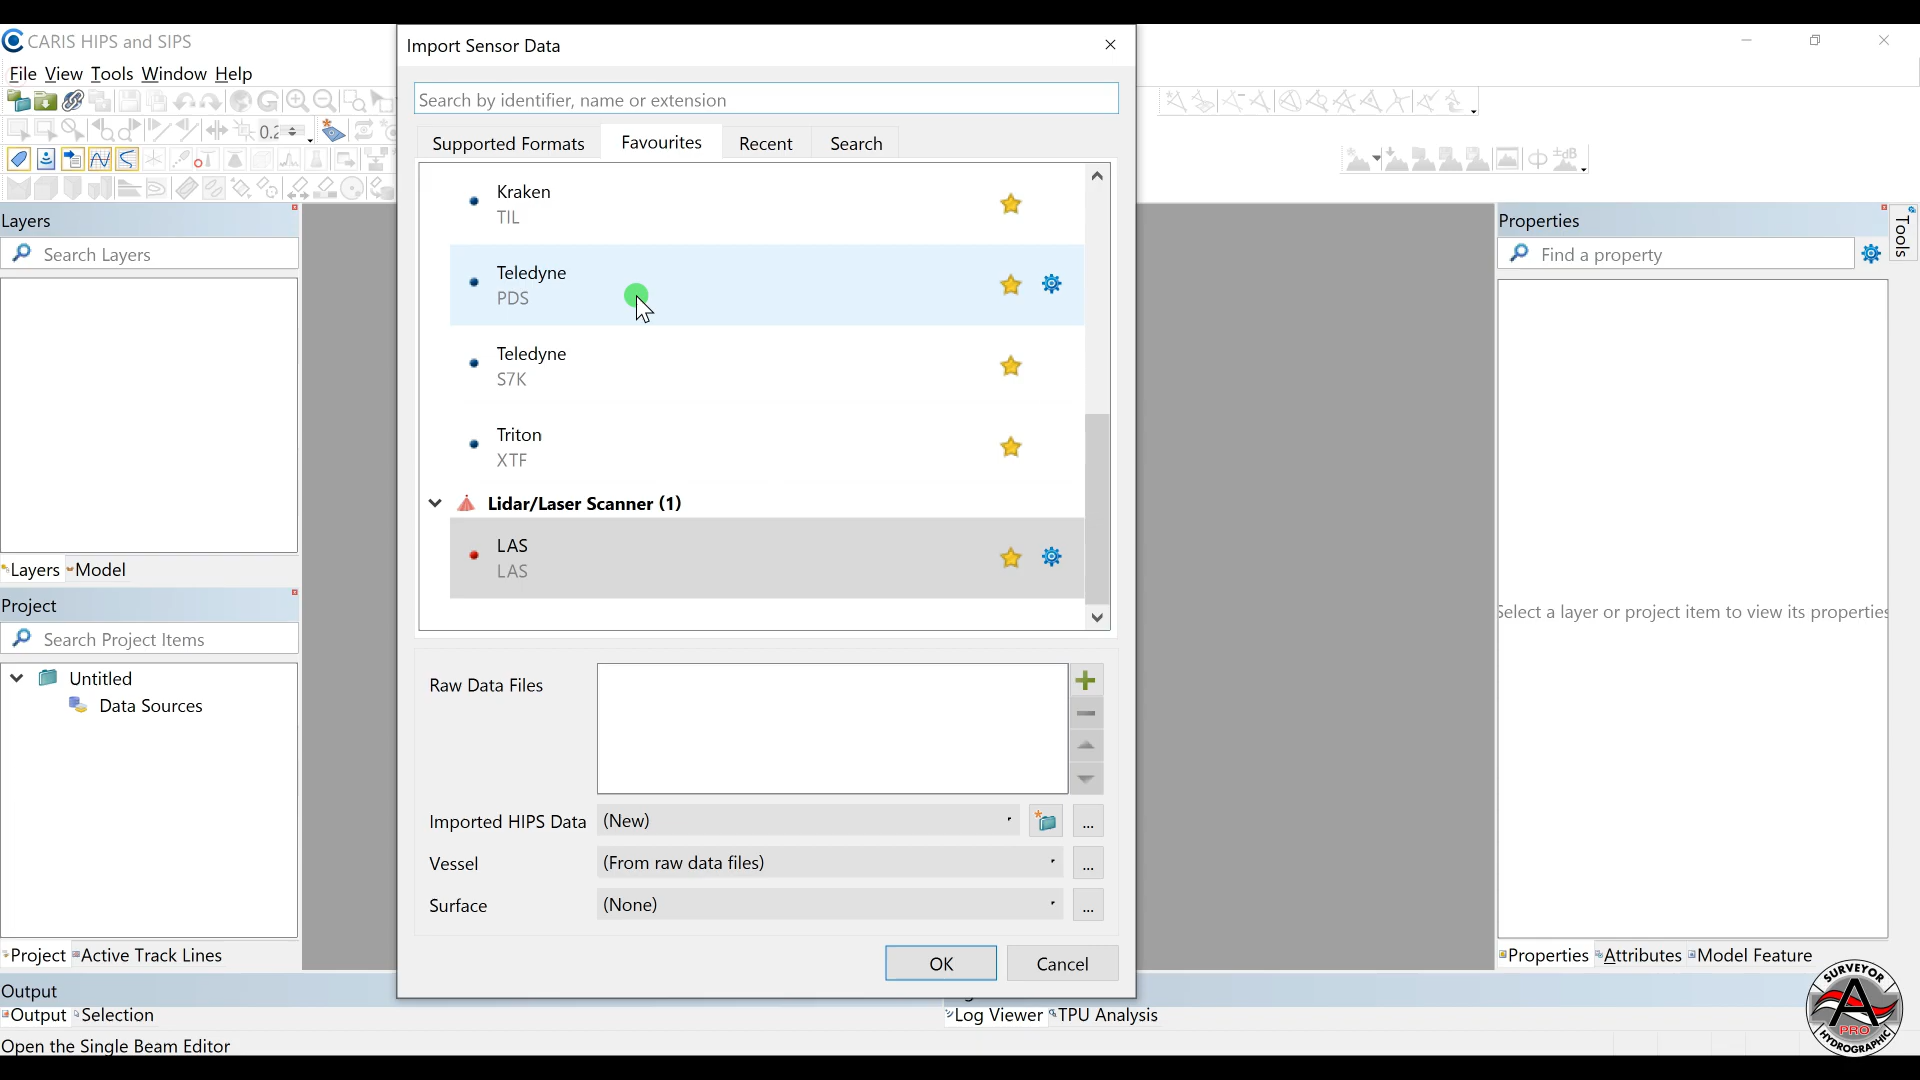 CARIS HIPS and SIPS
File View Tools Window Help
0.2
Layers
Search Layers
Layers Model
Project
Search Project Items
Untitled
Data Sources
Project Active Track Lines
Output
Output Selection
Open the Single Beam Editor
Import Sensor Data
Search by identifier, name or extension
Supported Formats Favourites Recent Search
Kraken
TIL
Teledyne
PDS
Teledyne
S7K
Triton
XTF
Lidar/Laser Scanner (1)
LAS
LAS
Raw Data Files
Imported HIPS Data (New) ...
Vessel (From raw data files) ...
Surface (None) ...
OK Cancel
Log Viewer TPU Analysis
±dB
Properties
Tools
Find a property
Select a layer or project item to view its properties
Properties Attributes Model Feature
SURVEYOR
A
PRO
HYDROGRAPHIC